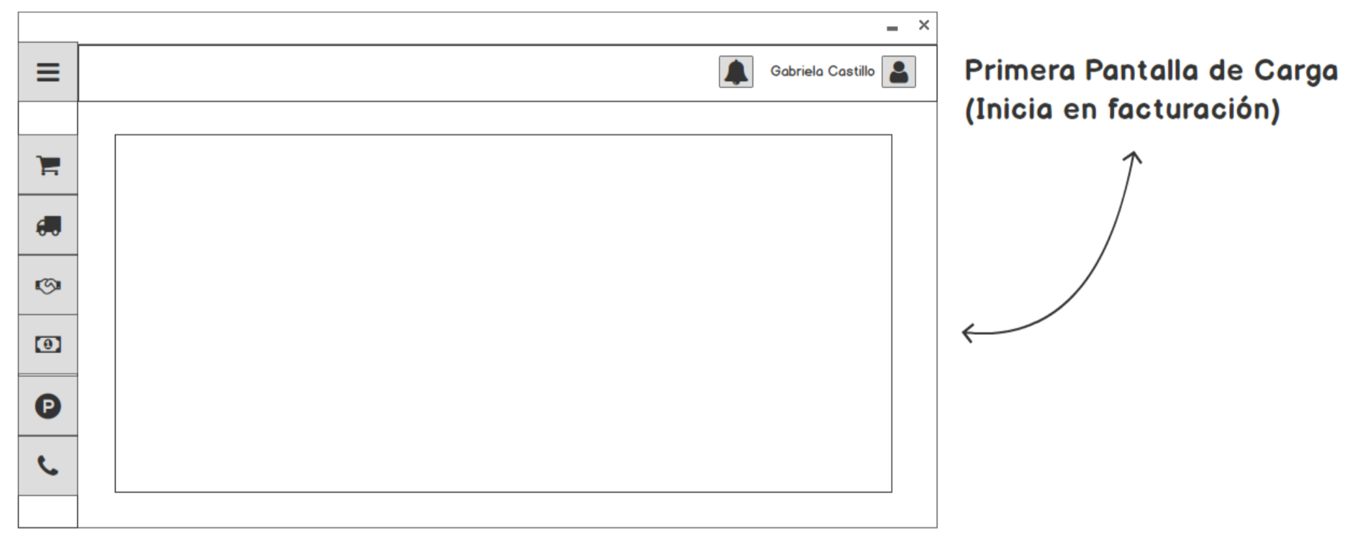 Gabriela Castillo
Primera Pantalla de Carga
(Inicia en facturación)
P